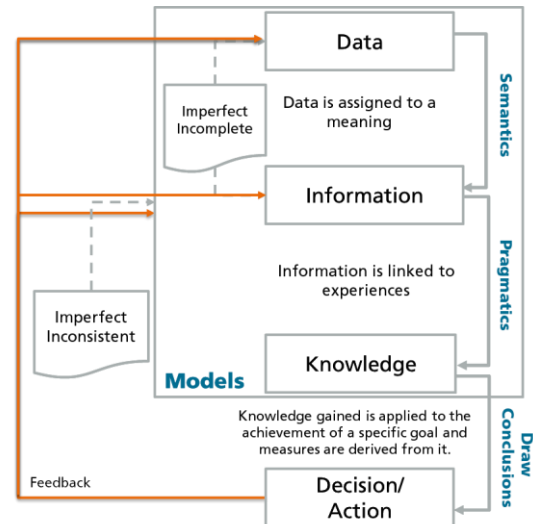 Data
Semantics
Imperfect
Incomplete
Data is assigned to a
meaning
Information
Pragmatics
Information is linked to
experiences
Imperfect
Inconsistent
Knowledge
Models
Draw
Conclusions
Knowledge gained is applied to the
achievement of a specific goal and
measures are derived from it.
Feedback
Decision/
Action